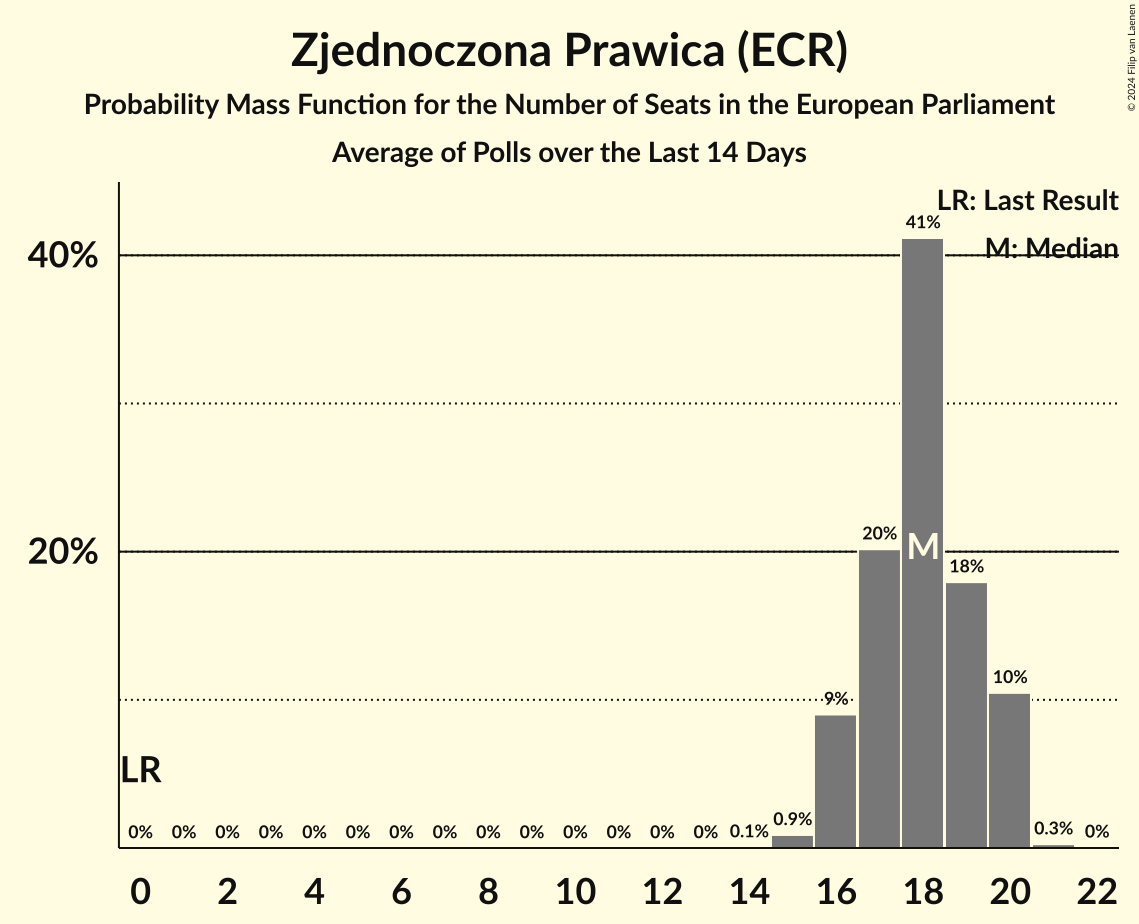 Zjednoczona Prawica (ECR)
Probability Mass Function for the Number of Seats in the European Parliament
Average of Polls over the Last 14 Days
© 2024 Filip van Laenen
LR: Last Result
M: Median
40%
20%
41%
20%
M
18%
10%
9%
LR
0% 0% 0% 0% 0% 0% 0% 0% 0% 0% 0% 0% 0% 0% 0.1% 0.9% 0.3% 0%
0 2 4 6 8 10 12 14 16 18 20 22